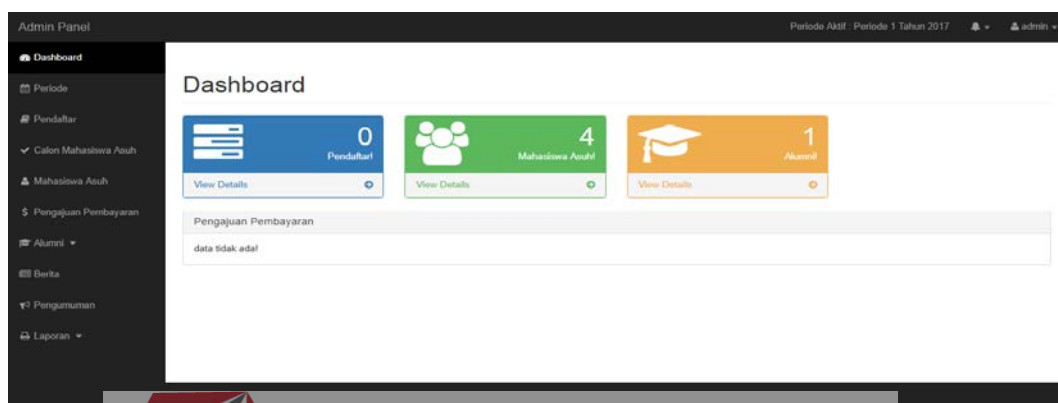 Admin Panel
Periode Aktif : Periode 1 Tahun 2017
admin
Dashboard
Periode
Pendaftar
Calon Mahasiswa Asuh
Mahasiswa Asuh
$ Pengajuan Pembayaran
Alumni
Berita
Pengumuman
Laporan
Dashboard
0
Pendaftar!
View Details
4
Mahasiswa Asuh!
View Details
1
Alumni!
View Details
Pengajuan Pembayaran
data tidak ada!